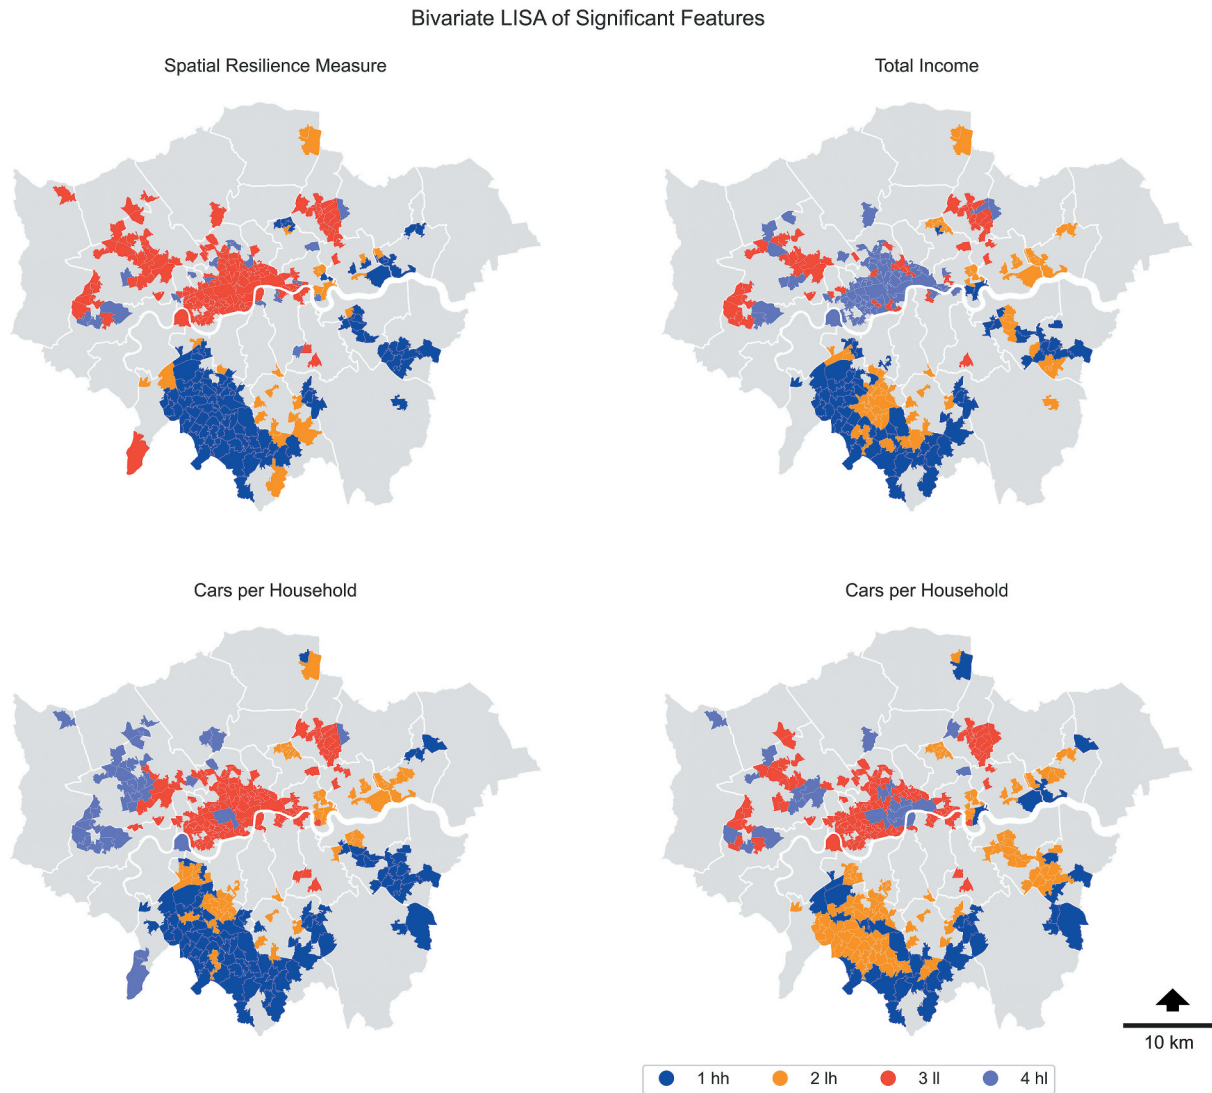 Bivariate LISA of Significant Features
Spatial Resilience Measure
Total Income
Cars per Household
Cars per Household
10 km
1 hh
2 lh
3 ll
4 hl